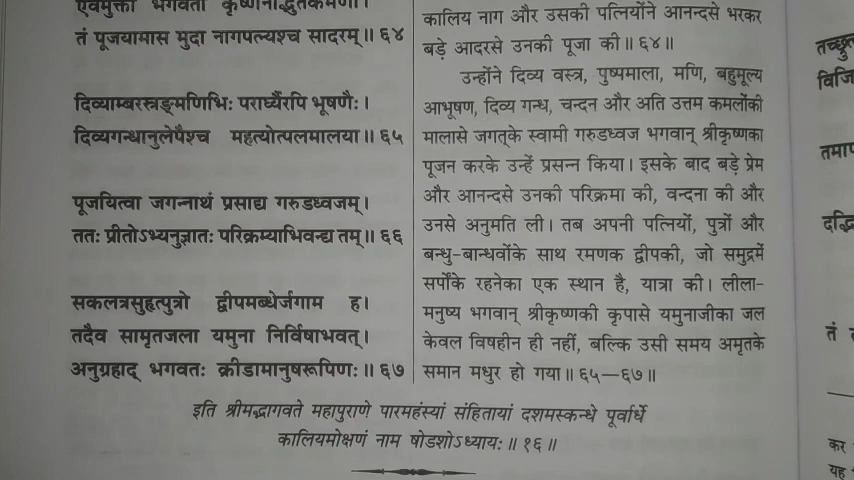 एवमुक्तो भगवता कृष्णेनाद्भुतकर्मणा।
तं पूजयामास मुदा नागपत्न्यश्च सादरम्॥ ६४
दिव्याम्बरस्रङ्मणिभिः परार्घ्यैरपि भूषणैः।
दिव्यगन्धानुलेपैश्च महत्योत्पलमालया॥ ६५
पूजयित्वा जगन्नाथं प्रसाद्य गरुडध्वजम्।
ततः प्रीतोऽभ्यनुज्ञातः परिक्रम्याभिवन्द्य तम्॥ ६६
सकलत्रसुहृत्पुत्रो द्वीपमब्धेर्जगाम ह।
तदैव सामृतजला यमुना निर्विषाभवत्।
अनुग्रहाद् भगवतः क्रीडामानुषरूपिणः॥ ६७
कालिय नाग और उसकी पत्नियोंने आनन्दसे भरकर
बड़े आदरसे उनकी पूजा की॥ ६४॥
उन्होंने दिव्य वस्त्र, पुष्पमाला, मणि, बहुमूल्य
आभूषण, दिव्य गन्ध, चन्दन और अति उत्तम कमलोंकी
मालासे जगत्‌के स्वामी गरुडध्वज भगवान् श्रीकृष्णका
पूजन करके उन्हें प्रसन्न किया। इसके बाद बड़े प्रेम
और आनन्दसे उनकी परिक्रमा की, वन्दना की और
उनसे अनुमति ली। तब अपनी पत्नियों, पुत्रों और
बन्धु-बान्धवोंके साथ रमणक द्वीपकी, जो समुद्रमें
सर्पोंके रहनेका एक स्थान है, यात्रा की। लीला-
मनुष्य भगवान् श्रीकृष्णकी कृपासे यमुनाजीका जल
केवल विषहीन ही नहीं, बल्कि उसी समय अमृतके
समान मधुर हो गया॥ ६५—६७॥
इति श्रीमद्भागवते महापुराणे पारमहंस्यां संहितायां दशमस्कन्धे पूर्वार्धे
कालियमोक्षणं नाम षोडशोऽध्यायः॥ १६॥
तं
कर
यह